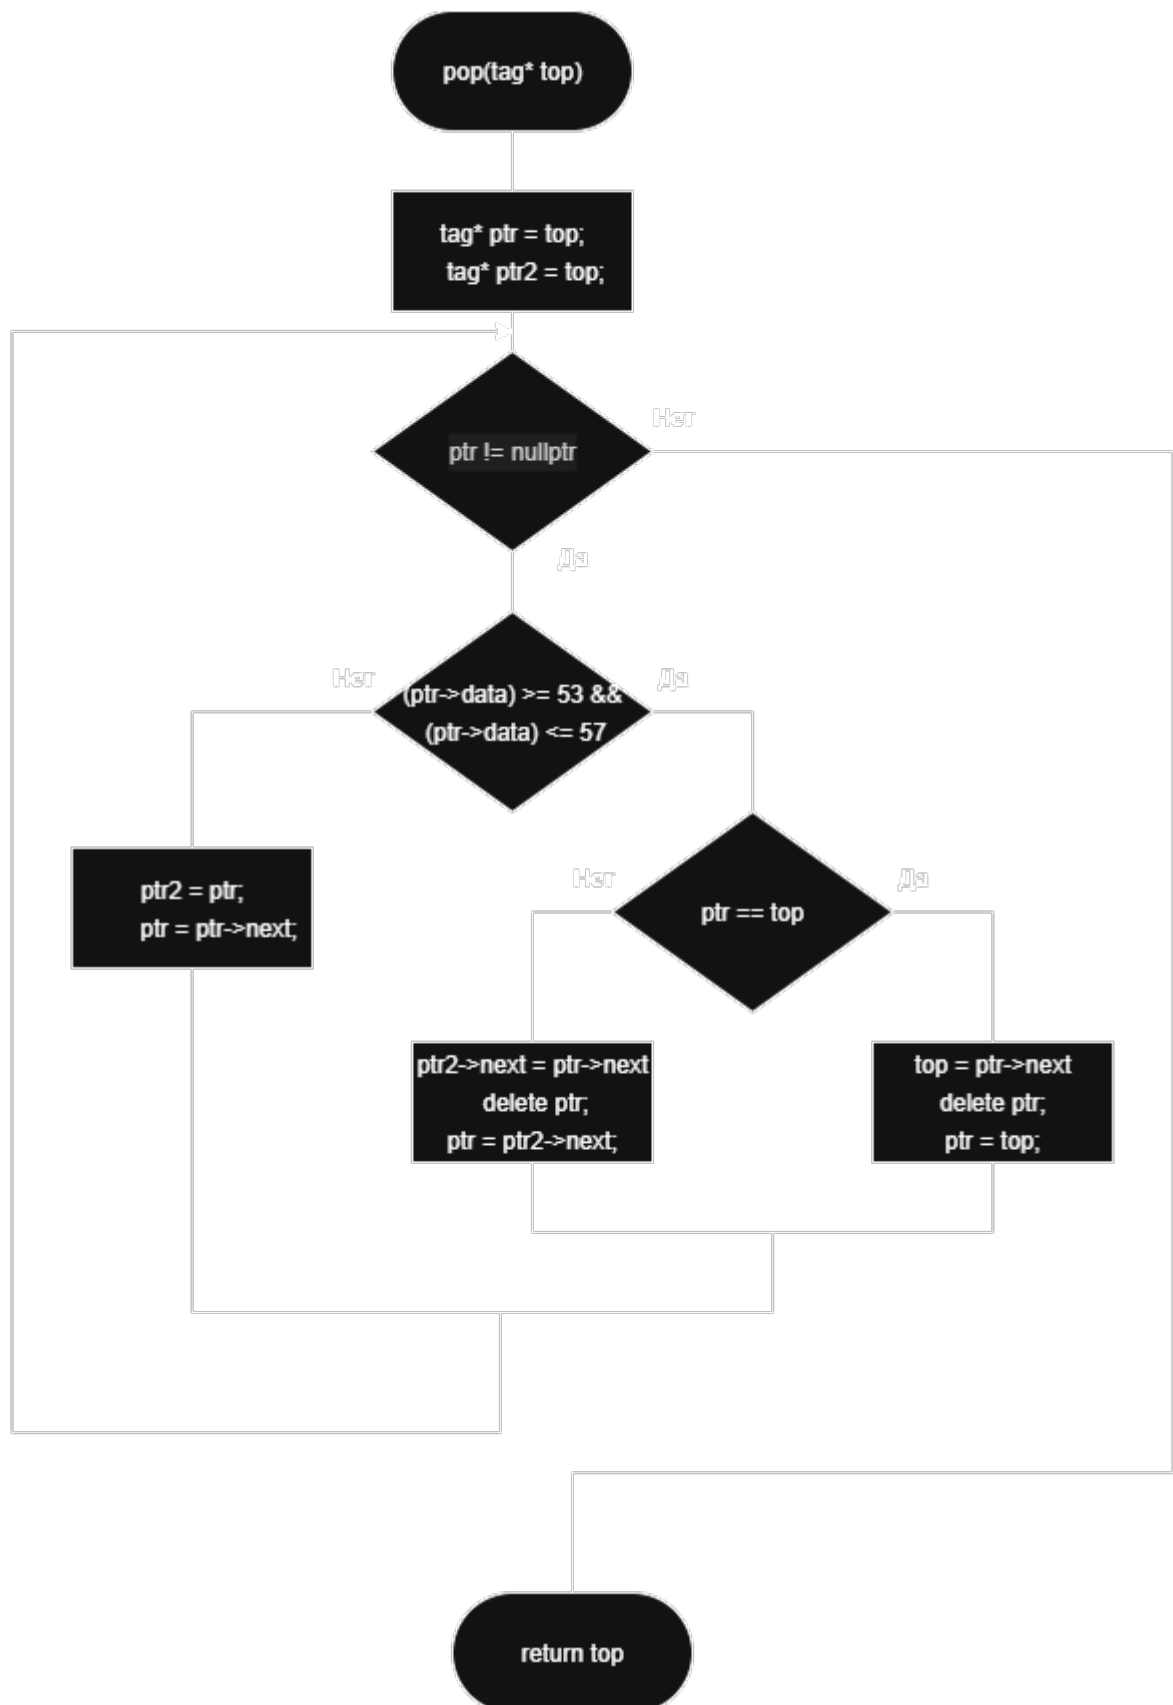 pop(tag* top)
tag* ptr = top;
tag* ptr2 = top;
ptr != nullptr
Нет
Да
Нет
(ptr->data) >= 53 &&
(ptr->data) <= 57
Да
ptr2 = ptr;
ptr = ptr->next;
Нет
ptr == top
Да
ptr2->next = ptr->next
delete ptr;
ptr = ptr2->next;
top = ptr->next
delete ptr;
ptr = top;
return top